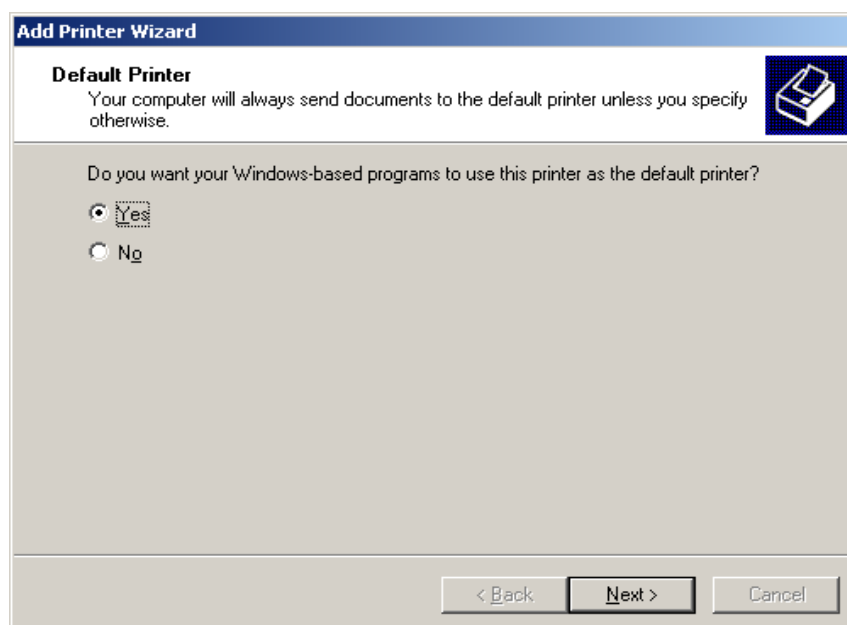 Add Printer Wizard
Default Printer
Your computer will always send documents to the default printer unless you specify
otherwise.
Do you want your Windows-based programs to use this printer as the default printer?
Yes
No
< Back
Next >
Cancel